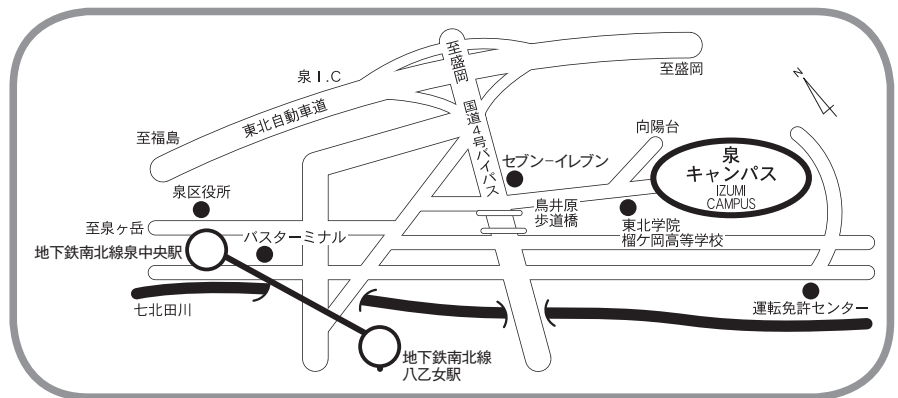 至盛岡
泉I.C
至盛岡
国道4号バイパス
東北自動車道
至福島
向陽台
泉
キャンパス
IZUMI
CAMPUS
セブン-イレブン
泉区役所
鳥井原
歩道橋
東北学院
榴ケ岡高等学校
至泉ヶ岳
バスターミナル
地下鉄南北線泉中央駅
七北田川
運転免許センター
地下鉄南北線
八乙女駅
N